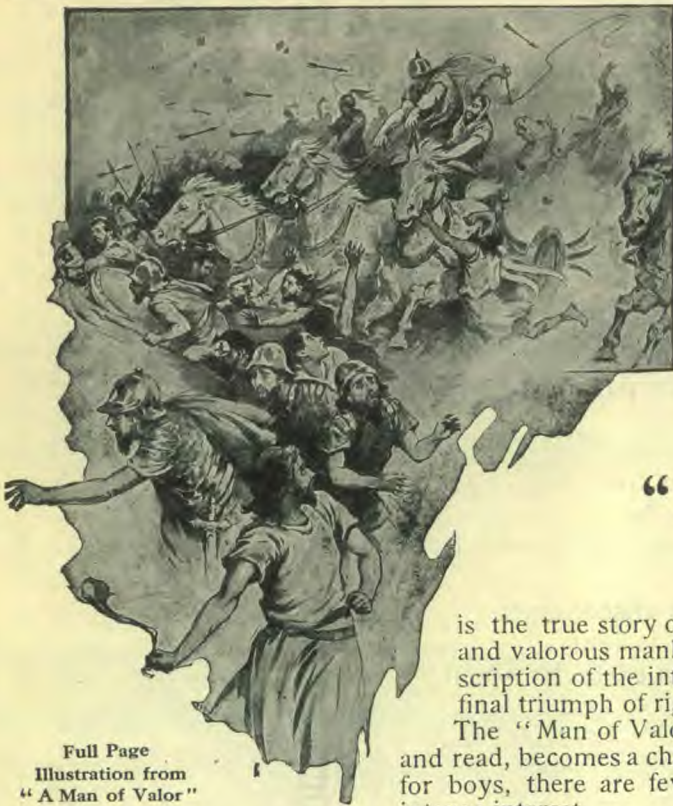 “
is the true story o
and valorous manl
scription of the in
final triumph of ri
The “Man of Valo
and read, becomes a ch
for boys, there are fev
Full Page
Illustration from
“A Man of Valor”